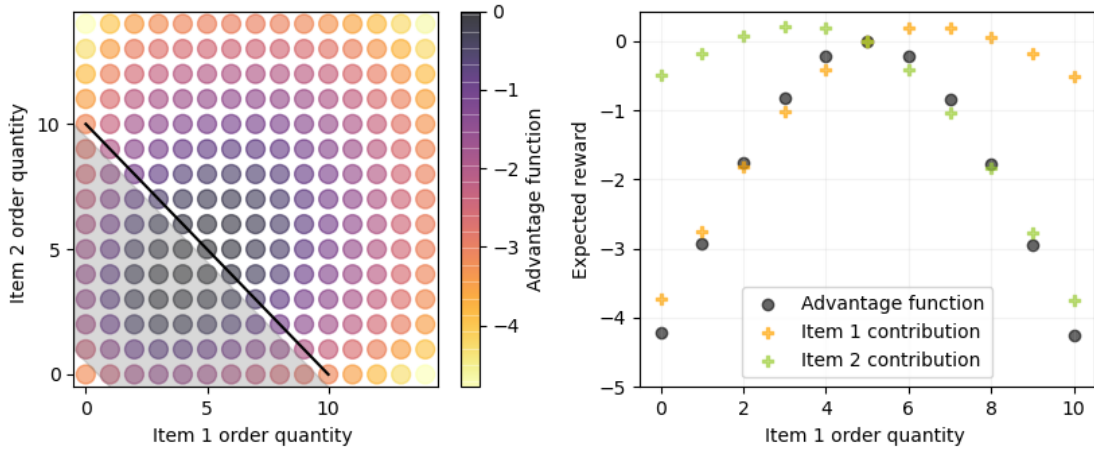 10
5
0
0
5
10
Item 2 order quantity
Item 1 order quantity
0
−1
−2
−3
−4
Advantage function
0
−1
−2
−3
−4
−5
Expected reward
Advantage function
Item 1 contribution
Item 2 contribution
0
2
4
6
8
10
Item 1 order quantity